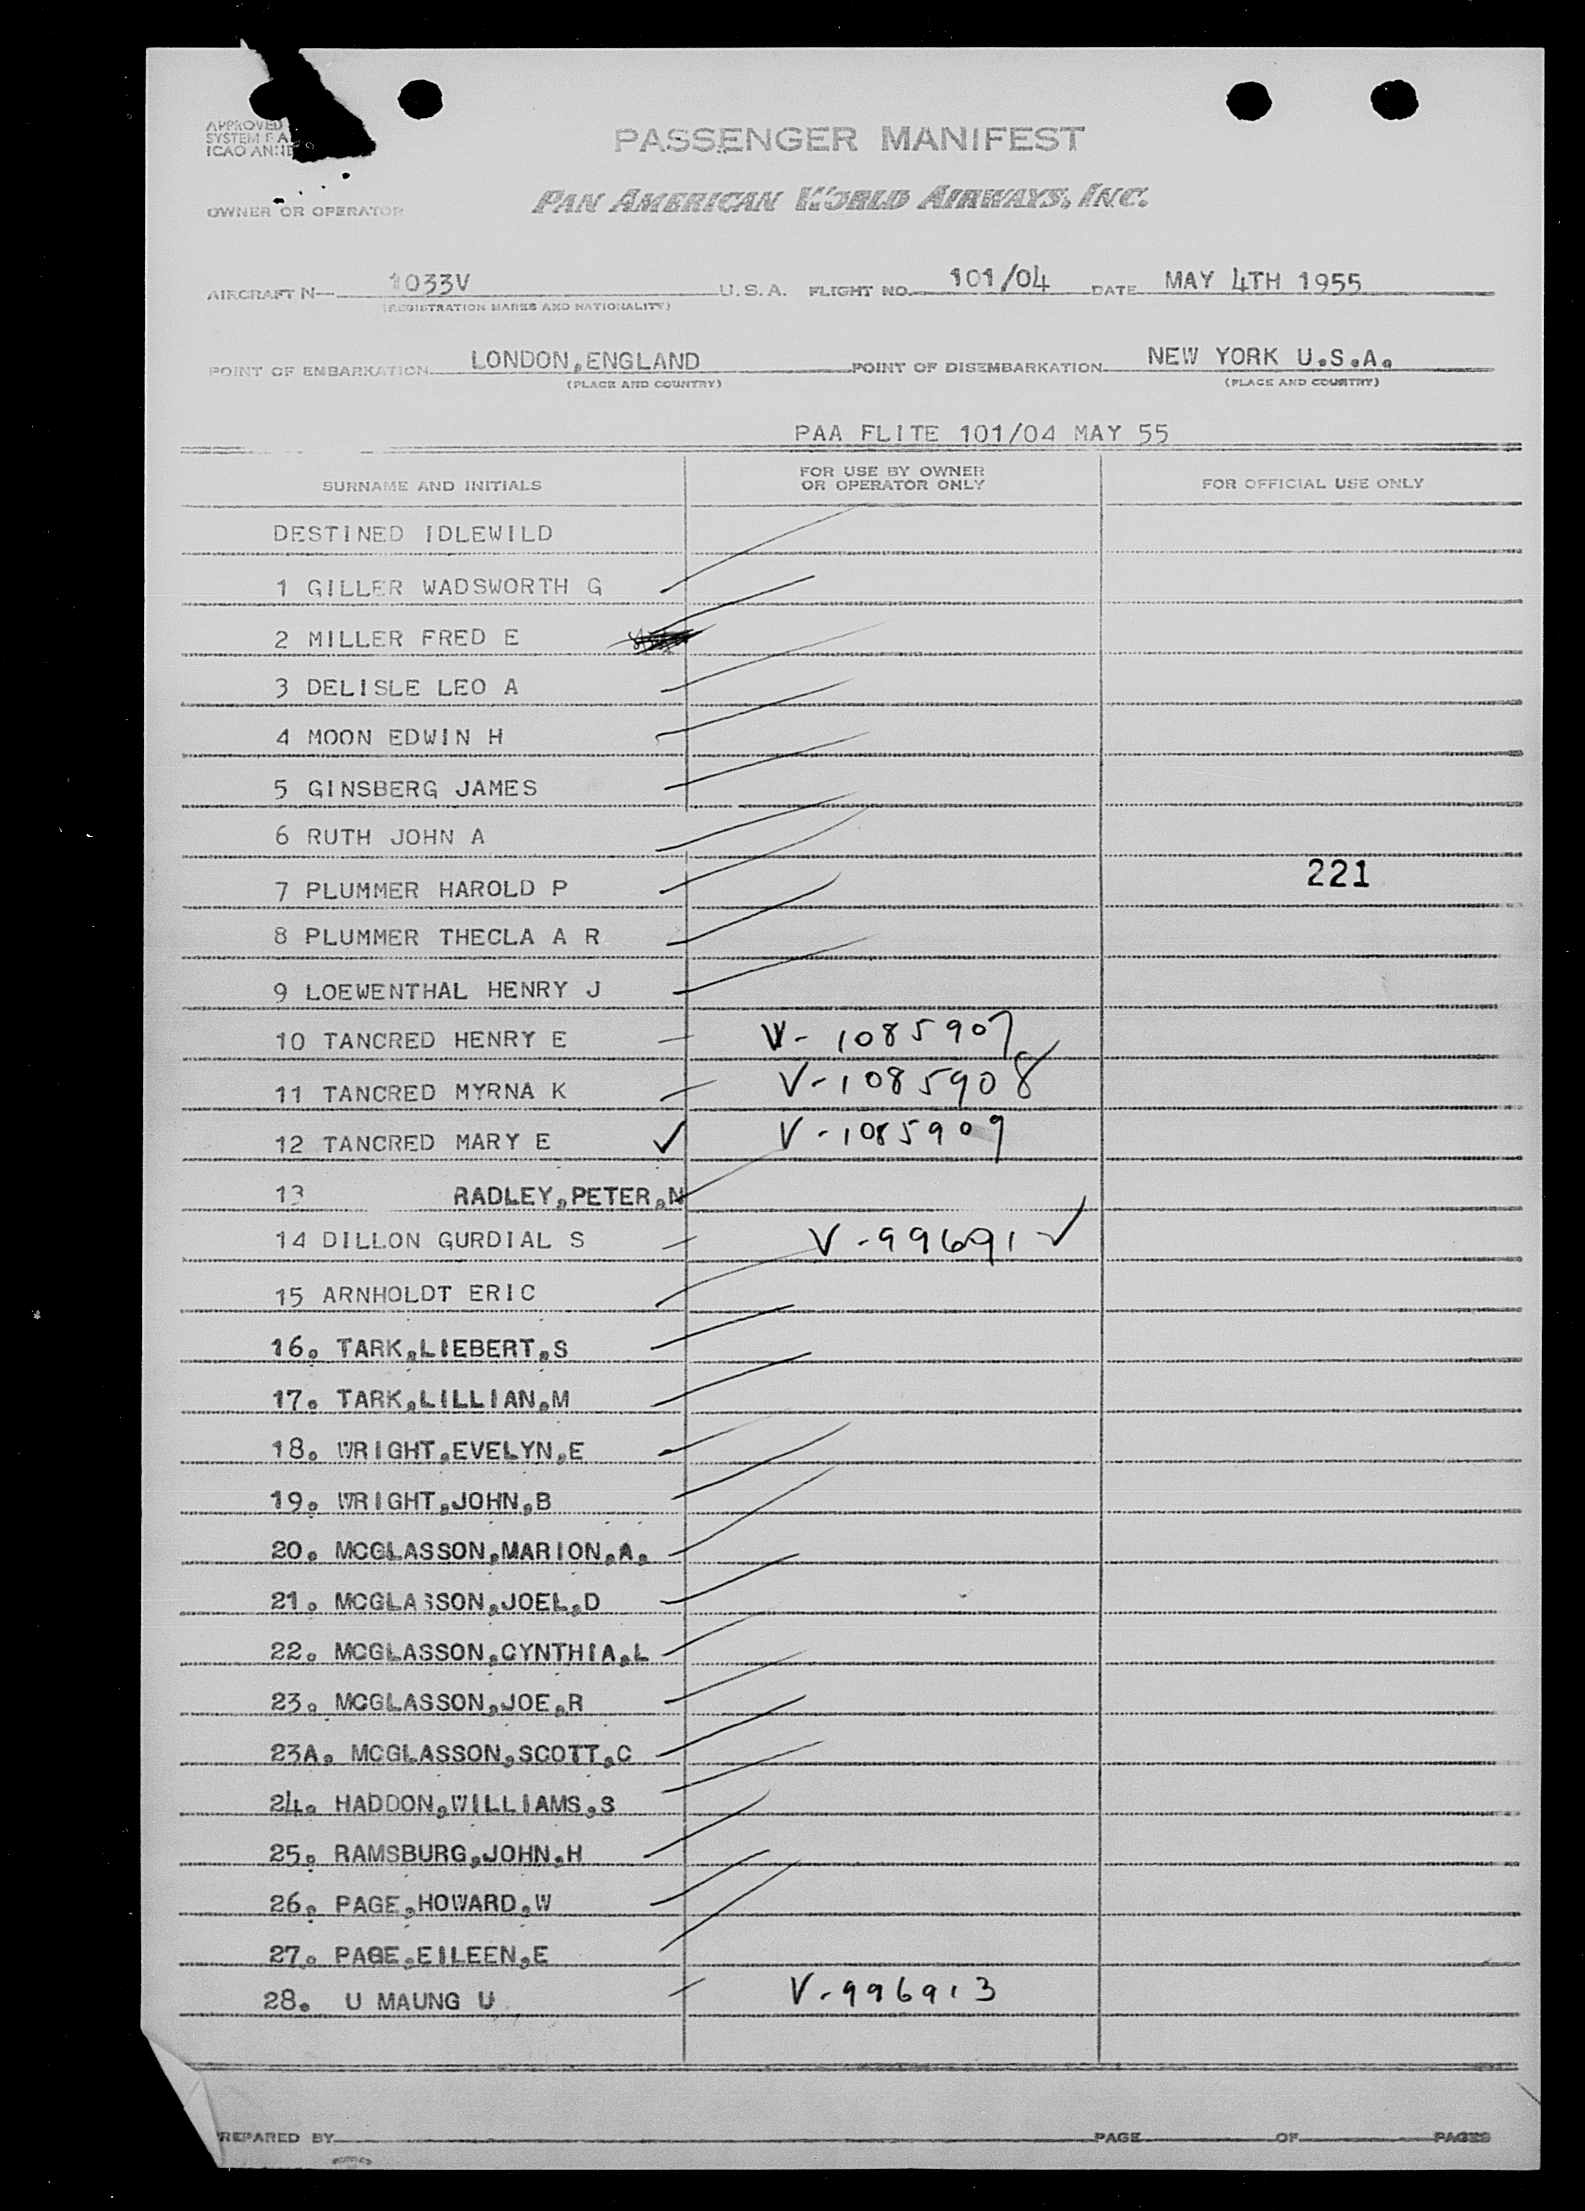 APPROVED
SYSTEM
ICAO
PASSENGER MANIFEST
PAN AMERICAN WORLD AIRWAYS, INC.
OWNER OR OPERATOR
AIRCRAFT N 1033V U.S.A. FLIGHT NO. 101/04 DATE MAY 4TH 1955
(REGISTRATION MARKS AND NATIONALITY)
POINT OF EMBARKATION LONDON,ENGLAND POINT OF DISEMBARKATION NEW YORK U.S.A.
(PLACE AND COUNTRY) (PLACE AND COUNTRY)
PAA FLITE 101/04 MAY 55
SURNAME AND INITIALS FOR USE BY OWNER OR OPERATOR ONLY FOR OFFICIAL USE ONLY
DESTINED IDLEWILD
1 GILLER WADSWORTH G
2 MILLER FRED E
3 DELISLE LEO A
4 MOON EDWIN H
5 GINSBERG JAMES
6 RUTH JOHN A
221
7 PLUMMER HAROLD P
8 PLUMMER THECLA A R
9 LOEWENTHAL HENRY J
10 TANCRED HENRY E V- 1085907
11 TANCRED MYRNA K V-1085908
12 TANCRED MARY E ✓ V-1085909
13 RADLEY,PETER,N
14 DILLON GURDIAL S V-99691 ✓
15 ARNHOLDT ERIC
16. TARK,LIEBERT,S
17. TARK,LILLIAN,M
18. WRIGHT,EVELYN,E
19. WRIGHT,JOHN,B
20. MCGLASSON,MARION,A.
21. MCGLASSON,JOEL,D
22. MCGLASSON,CYNTHIA,L
23. MCGLASSON,JOE,R
23A. MCGLASSON,SCOTT,C
24. HADDON,WILLIAMS,S
25. RAMSBURG,JOHN,H
26. PAGE,HOWARD,W
27. PAGE,EILEEN,E
28. U MAUNG U V-996913
REPARED BY PAGE OF PAGES